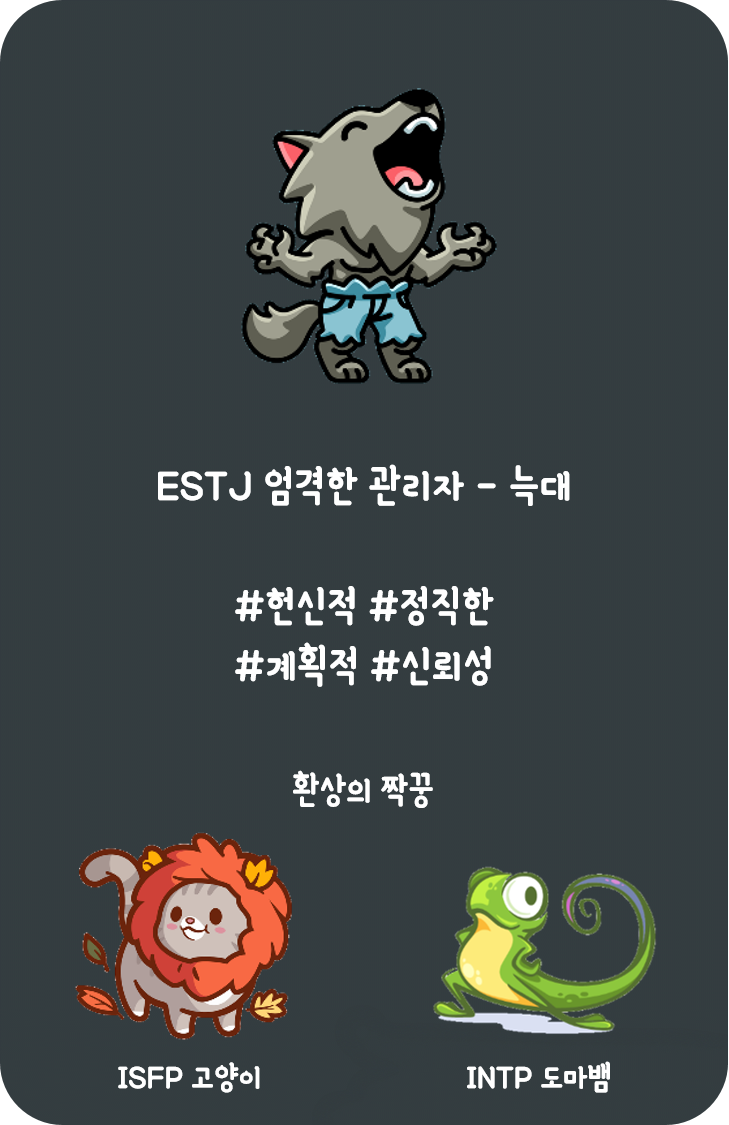 ESTJ 엄격한 관리자 - 늑대
#헌신적 #정직한
#계획적 #신뢰성
환상의 짝꿍
ISFP 고양이
INTP 도마뱀